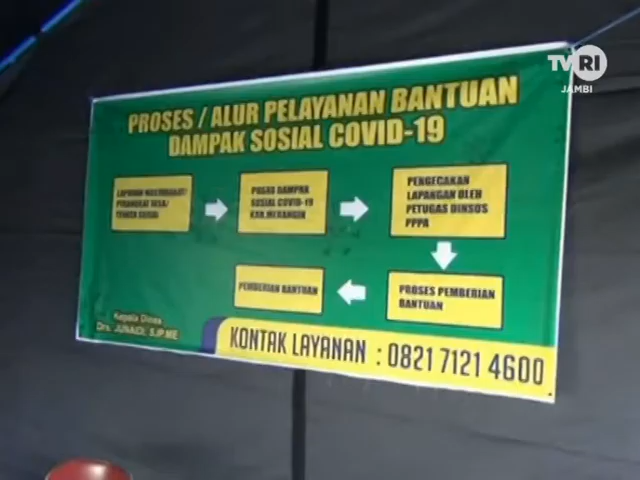 TVRI
JAMBI
PROSES / ALUR PELAYANAN BANTUAN
DAMPAK SOSIAL COVID-19
LAPORAN MASYARAKAT/
PERANGKAT DESA/
TENAGA SOSIAL
POSKO DAMPAK
SOSIAL COVID-19
KAB.MERANGIN
PENGECAKAN
LAPANGAN OLEH
PETUGAS DINSOS
PPPA
PROSES PEMBERIAN
BANTUAN
PEMBERIAN BANTUAN
Kepala Dinas
Drs. JUNAIDI, S.IP.ME
KONTAK LAYANAN : 0821 7121 4600